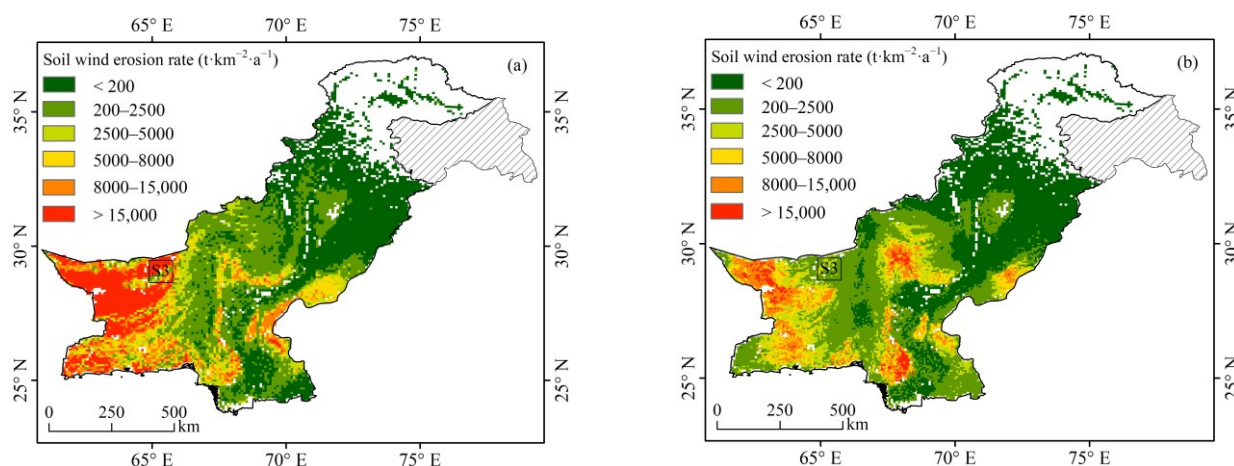 65° E 70° E 75° E
Soil wind erosion rate (t·km⁻²·a⁻¹)
(a)
< 200
200–2500
2500–5000
5000–8000
8000–15,000
> 15,000
35° N
30° N
25° N
35° N
30° N
25° N
S3
0 250 500
km
65° E 70° E 75° E
65° E 70° E 75° E
Soil wind erosion rate (t·km⁻²·a⁻¹)
(b)
< 200
200–2500
2500–5000
5000–8000
8000–15,000
> 15,000
35° N
30° N
25° N
35° N
30° N
25° N
S3
0 250 500
km
65° E 70° E 75° E